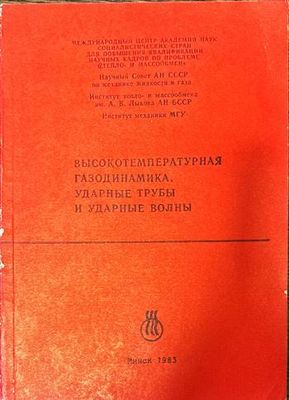 МЕЖДУНАРОДНЫЙ ЦЕНТР АКАДЕМИЙ НАУК
СОЦИАЛИСТИЧЕСКИХ СТРАН
ДЛЯ ПОВЫШЕНИЯ КВАЛИФИКАЦИИ
НАУЧНЫХ КАДРОВ ПО ПРОБЛЕМЕ
«ТЕПЛО- И МАССООБМЕН»
Научный Совет АН СССР
по механике жидкости и газа
Институт тепло- и массообмена
им. А. В. Лыкова АН БССР
Институт механики МГУ
ВЫСОКОТЕМПЕРАТУРНАЯ
ГАЗОДИНАМИКА,
УДАРНЫЕ ТРУБЫ
И УДАРНЫЕ ВОЛНЫ
Минск 1983